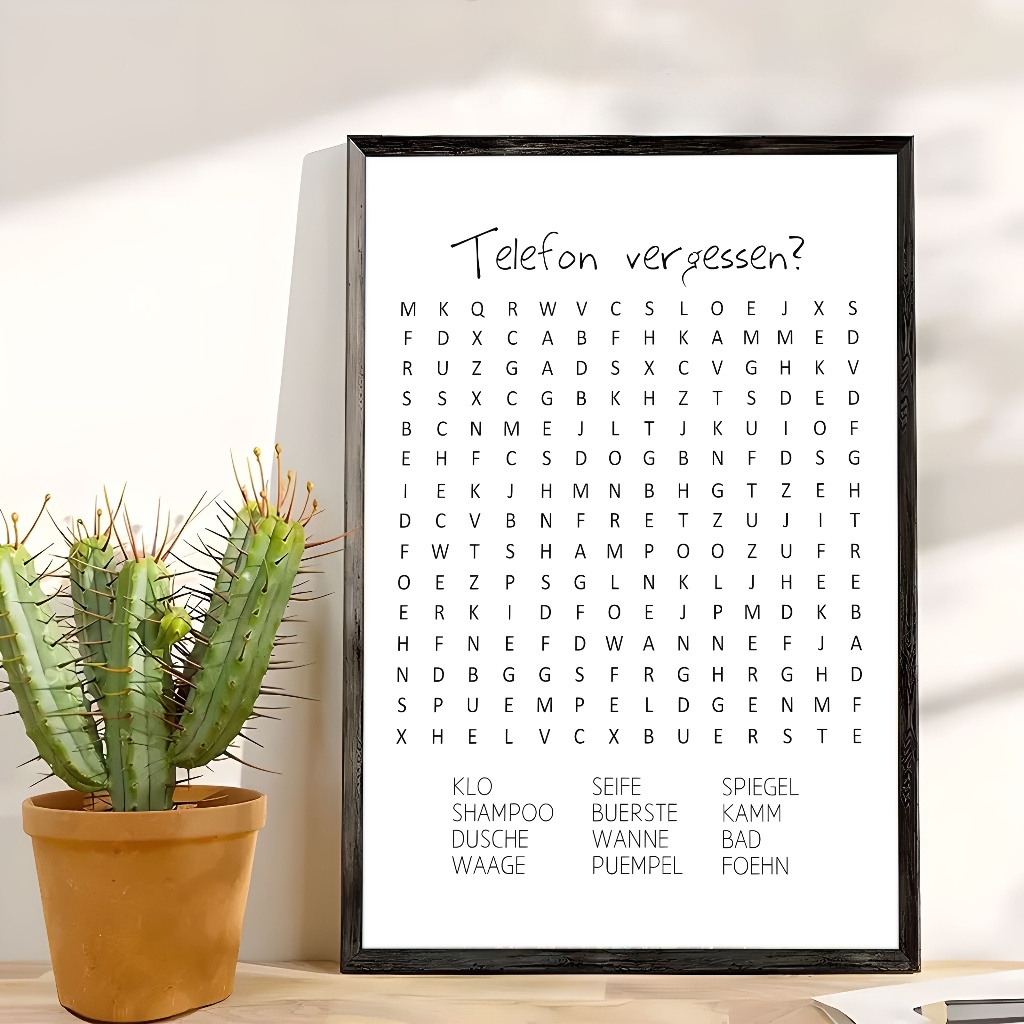 Telefon vergessen?
M K Q R W V C S L O E J X S
F D X C A B F H K A M M E D
R U Z G A D S X C V G H K V
S S X C G B K H Z T S D E D
B C N M E J L T J K U I O F
E H F C S D O G B N F D S G
I E K J H M N B H G T Z E H
D C V B N F R E T Z U J I T
F W T S H A M P O O Z U F R
O E Z P S G L N K L J H E E
E R K I D F O E J P M D K B
H F N E F D W A N N E F J A
N D B G G S F R G H R G H D
S P U E M P E L D G E N M F
X H E L V C X B U E R S T E
KLO SEIFE SPIEGEL
SHAMPOO BUERSTE KAMM
DUSCHE WANNE BAD
WAAGE PUEMPEL FOEHN